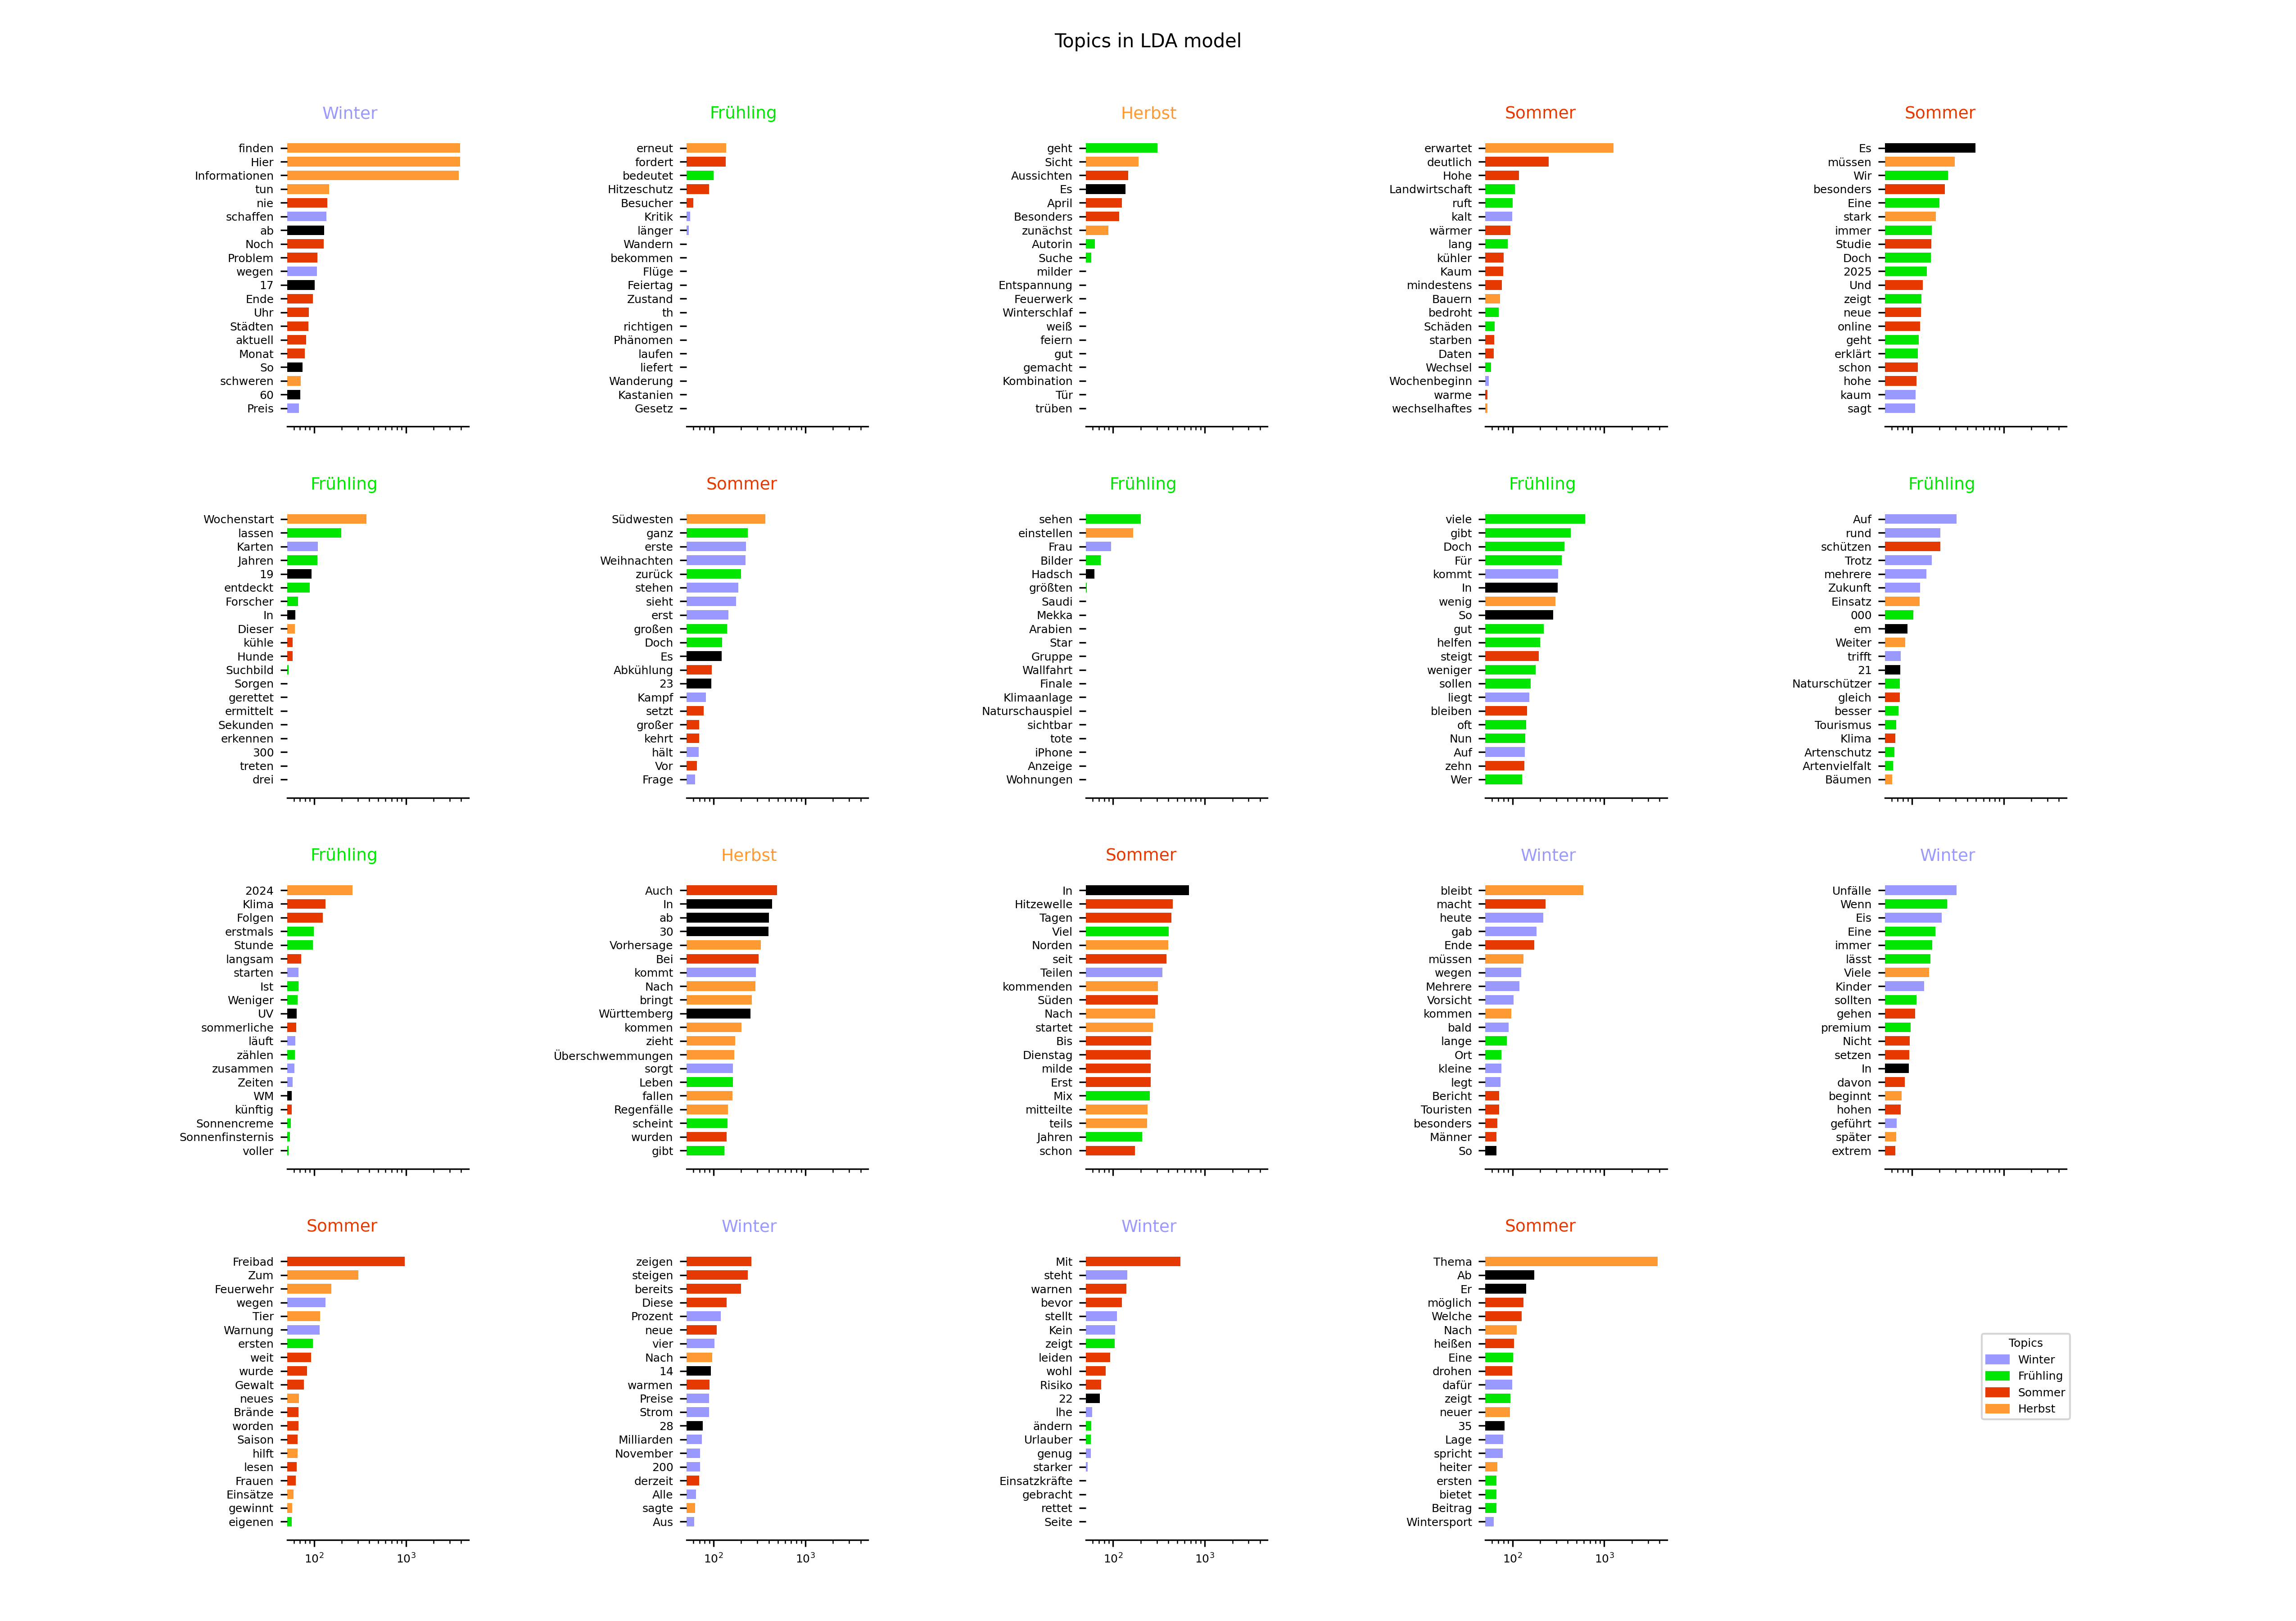 Topics in LDA model
Winter
finden
Hier
Informationen
tun
nie
schaffen
ab
Noch
Problem
wegen
17
Ende
Uhr
Städten
aktuell
Monat
So
schweren
60
Preis
Frühling
erneut
fordert
bedeutet
Hitzeschutz
Besucher
Kritik
länger
Wandern
bekommen
Flüge
Feiertag
Zustand
th
richtigen
Phänomen
laufen
liefert
Wanderung
Kastanien
Gesetz
Herbst
geht
Sicht
Aussichten
Es
April
Besonders
zunächst
Autorin
Suche
milder
Entspannung
Feuerwerk
Winterschlaf
weiß
feiern
gut
gemacht
Kombination
Tür
trüben
Sommer
erwartet
deutlich
Hohe
Landwirtschaft
ruft
kalt
wärmer
lang
kühler
Kaum
mindestens
Bauern
bedroht
Schäden
starben
Daten
Wechsel
Wochenbeginn
warme
wechselhaftes
Sommer
Es
müssen
Wir
besonders
Eine
stark
immer
Studie
Doch
2025
Und
zeigt
neue
online
geht
erklärt
schon
hohe
kaum
sagt
Frühling
Wochenstart
lassen
Karten
Jahren
19
entdeckt
Forscher
In
Dieser
kühle
Hunde
Suchbild
Sorgen
gerettet
ermittelt
Sekunden
erkennen
300
treten
drei
Sommer
Südwesten
ganz
erste
Weihnachten
zurück
stehen
sieht
erst
großen
Doch
Es
Abkühlung
23
Kampf
setzt
großer
kehrt
hält
Vor
Frage
Frühling
sehen
einstellen
Frau
Bilder
Hadsch
größten
Saudi
Mekka
Arabien
Star
Gruppe
Wallfahrt
Finale
Klimaanlage
Naturschauspiel
sichtbar
tote
iPhone
Anzeige
Wohnungen
Frühling
viele
gibt
Doch
Für
kommt
In
wenig
So
gut
helfen
steigt
weniger
sollen
liegt
bleiben
oft
Nun
Auf
zehn
Wer
Frühling
Auf
rund
schützen
Trotz
mehrere
Zukunft
Einsatz
000
em
Weiter
trifft
21
Naturschützer
gleich
besser
Tourismus
Klima
Artenschutz
Artenvielfalt
Bäumen
Frühling
2024
Klima
Folgen
erstmals
Stunde
langsam
starten
Ist
Weniger
UV
sommerliche
läuft
zählen
zusammen
Zeiten
WM
künftig
Sonnencreme
Sonnenfinsternis
voller
Herbst
Auch
In
ab
30
Vorhersage
Bei
kommt
Nach
bringt
Württemberg
kommen
zieht
Überschwemmungen
sorgt
Leben
fallen
Regenfälle
scheint
wurden
gibt
Sommer
In
Hitzewelle
Tagen
Viel
Norden
seit
Teilen
kommenden
Süden
Nach
startet
Bis
Dienstag
milde
Erst
Mix
mitteilte
teils
Jahren
schon
Winter
bleibt
macht
heute
gab
Ende
müssen
wegen
Mehrere
Vorsicht
kommen
bald
lange
Ort
kleine
legt
Bericht
Touristen
besonders
Männer
So
Winter
Unfälle
Wenn
Eis
Eine
immer
lässt
Viele
Kinder
sollten
gehen
premium
Nicht
setzen
In
davon
beginnt
hohen
geführt
später
extrem
Sommer
Freibad
Zum
Feuerwehr
wegen
Tier
Warnung
ersten
weit
wurde
Gewalt
neues
Brände
worden
Saison
hilft
lesen
Frauen
Einsätze
gewinnt
eigenen
10²
10³
Winter
zeigen
steigen
bereits
Diese
Prozent
neue
vier
Nach
14
warmen
Preise
Strom
28
Milliarden
November
200
derzeit
Alle
sagte
Aus
10²
10³
Winter
Mit
steht
warnen
bevor
stellt
Kein
zeigt
leiden
wohl
Risiko
22
Ihe
ändern
Urlauber
genug
starker
Einsatzkräfte
gebracht
rettet
Seite
10²
10³
Sommer
Thema
Ab
Er
möglich
Welche
Nach
heißen
Eine
drohen
dafür
zeigt
neuer
35
Lage
spricht
heiter
ersten
bietet
Beitrag
Wintersport
10²
10³
Topics
Winter
Frühling
Sommer
Herbst